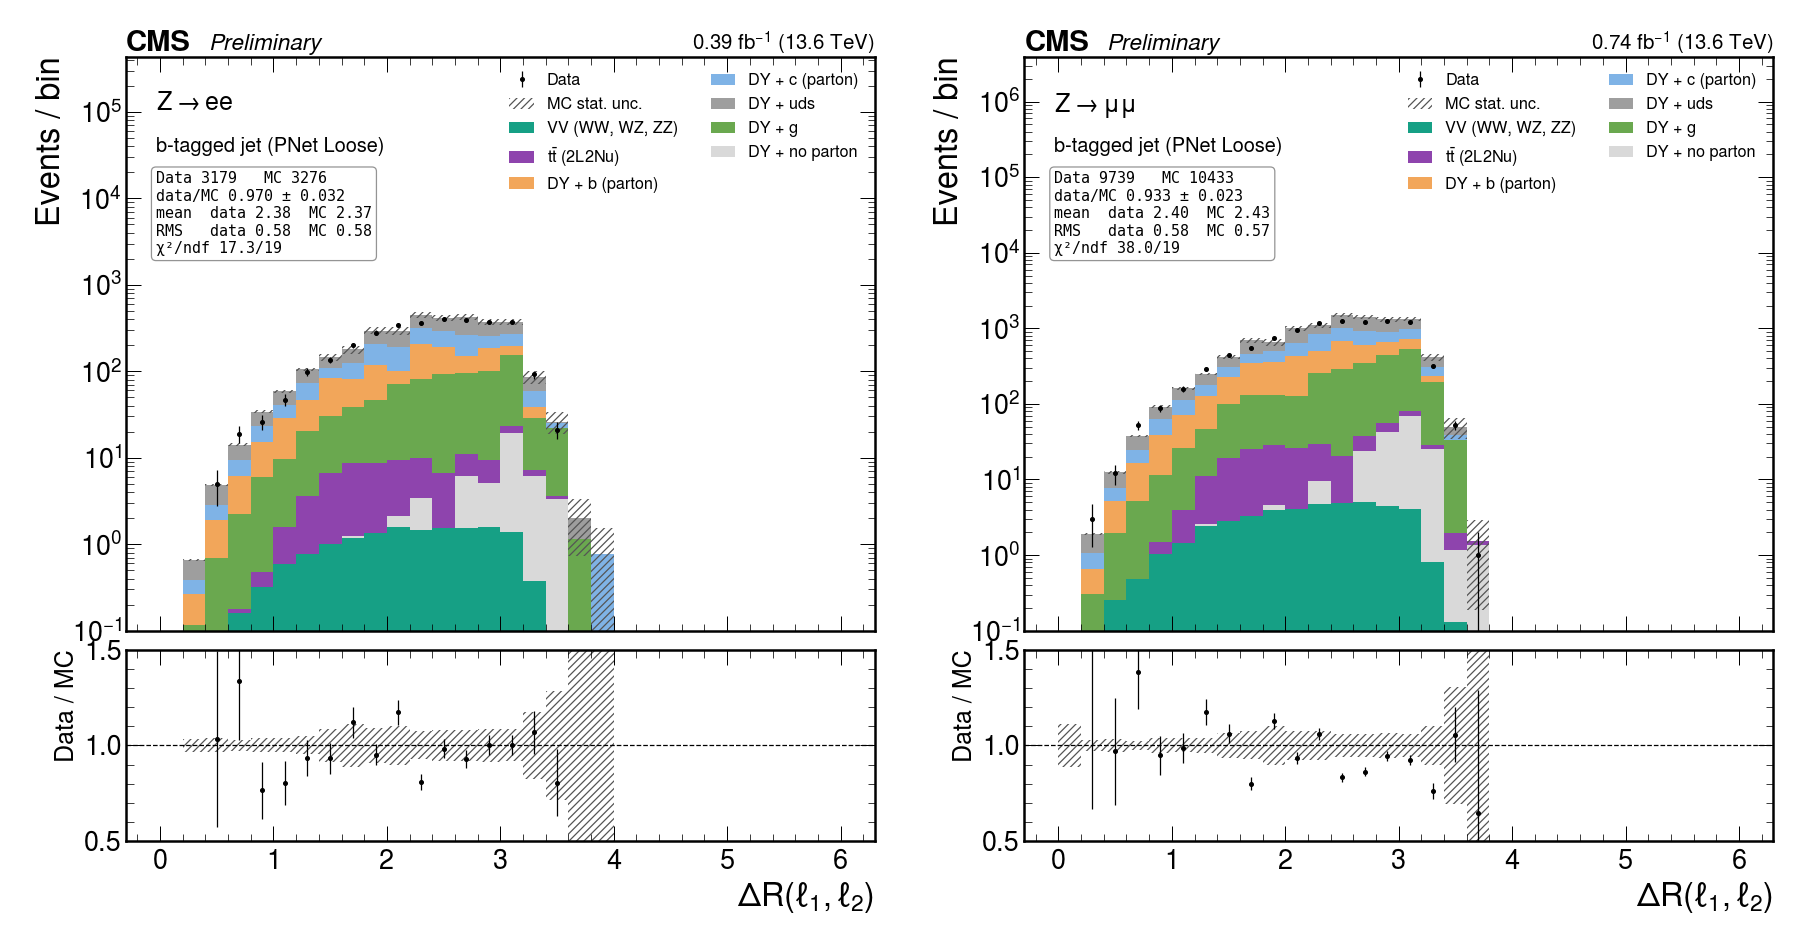 CMS Preliminary 0.39 fb⁻¹ (13.6 TeV)
Events / bin
Z → ee
b-tagged jet (PNet Loose)
Data 3179 MC 3276
data/MC 0.970 ± 0.032
mean data 2.38 MC 2.37
RMS data 0.58 MC 0.58
χ²/ndf 17.3/19
Data
MC stat. unc.
VV (WW, WZ, ZZ)
tt̄ (2L2Nu)
DY + b (parton)
DY + c (parton)
DY + uds
DY + g
DY + no parton
10⁵
10⁴
10³
10²
10¹
10⁰
10⁻¹
Data / MC
1.5
1.0
0.5
0 1 2 3 4 5 6
ΔR(ℓ₁, ℓ₂)
CMS Preliminary 0.74 fb⁻¹ (13.6 TeV)
Events / bin
Z → μμ
b-tagged jet (PNet Loose)
Data 9739 MC 10433
data/MC 0.933 ± 0.023
mean data 2.40 MC 2.43
RMS data 0.58 MC 0.57
χ²/ndf 38.0/19
Data
MC stat. unc.
VV (WW, WZ, ZZ)
tt̄ (2L2Nu)
DY + b (parton)
DY + c (parton)
DY + uds
DY + g
DY + no parton
10⁶
10⁵
10⁴
10³
10²
10¹
10⁰
10⁻¹
Data / MC
1.5
1.0
0.5
0 1 2 3 4 5 6
ΔR(ℓ₁, ℓ₂)